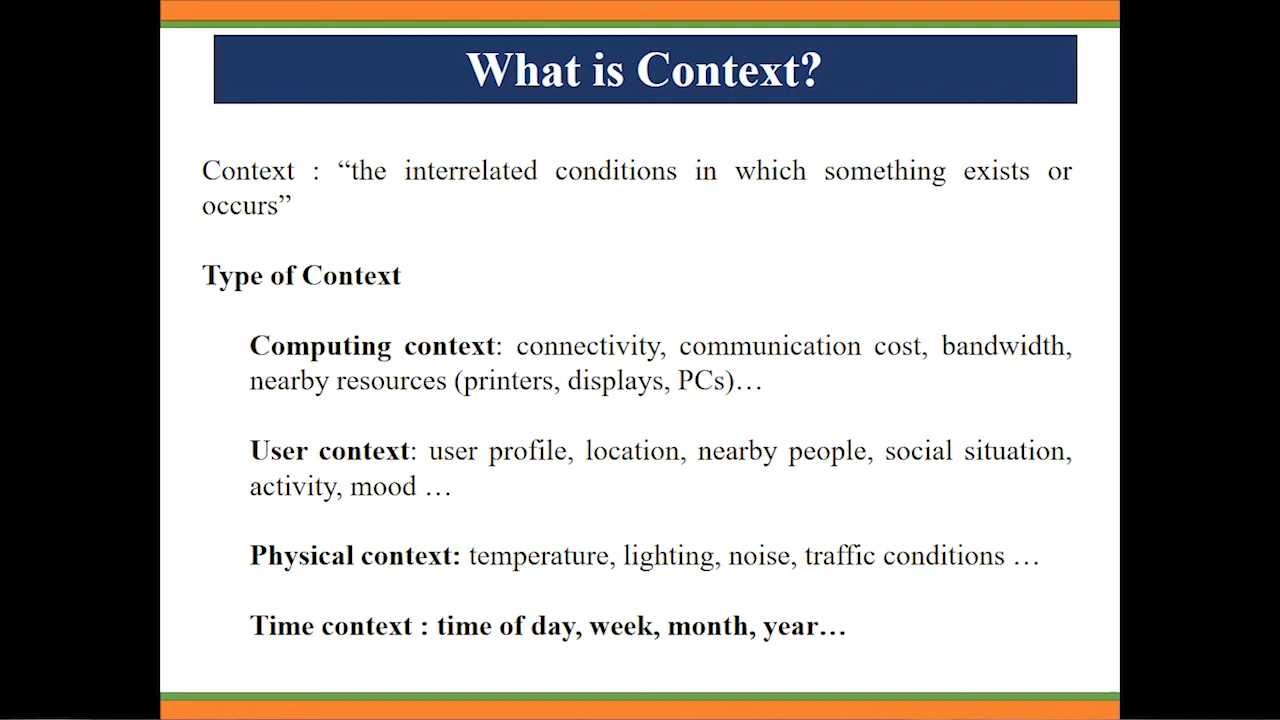 What is Context?
Context : “the interrelated conditions in which something exists or
occurs”
Type of Context
Computing context: connectivity, communication cost, bandwidth,
nearby resources (printers, displays, PCs)…
User context: user profile, location, nearby people, social situation,
activity, mood …
Physical context: temperature, lighting, noise, traffic conditions …
Time context : time of day, week, month, year…